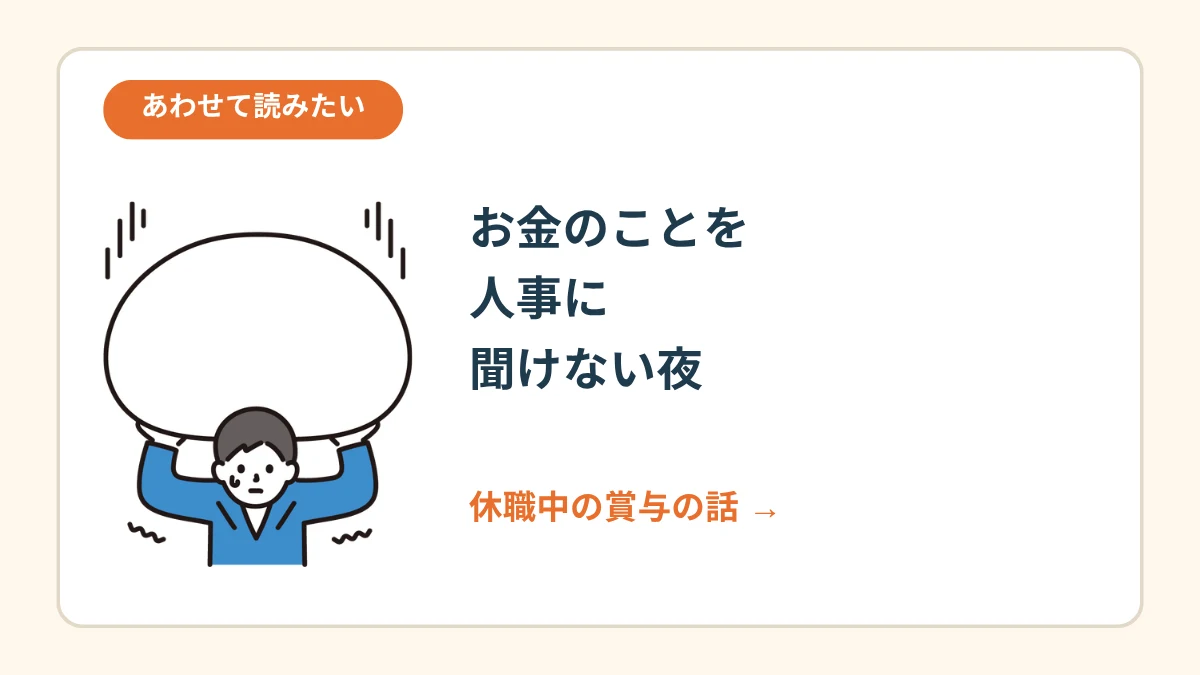 あわせて読みたい
お金のことを
人事に
聞けない夜
休職中の賞与の話 →